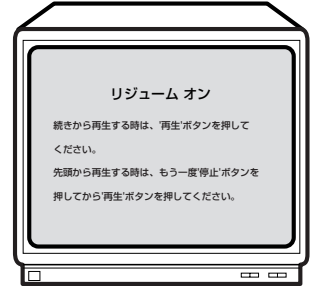 リジューム オン
続きから再生する時は、'再生'ボタンを押して
ください。
先頭から再生する時は、もう一度'停止'ボタンを
押してから'再生'ボタンを押してください。